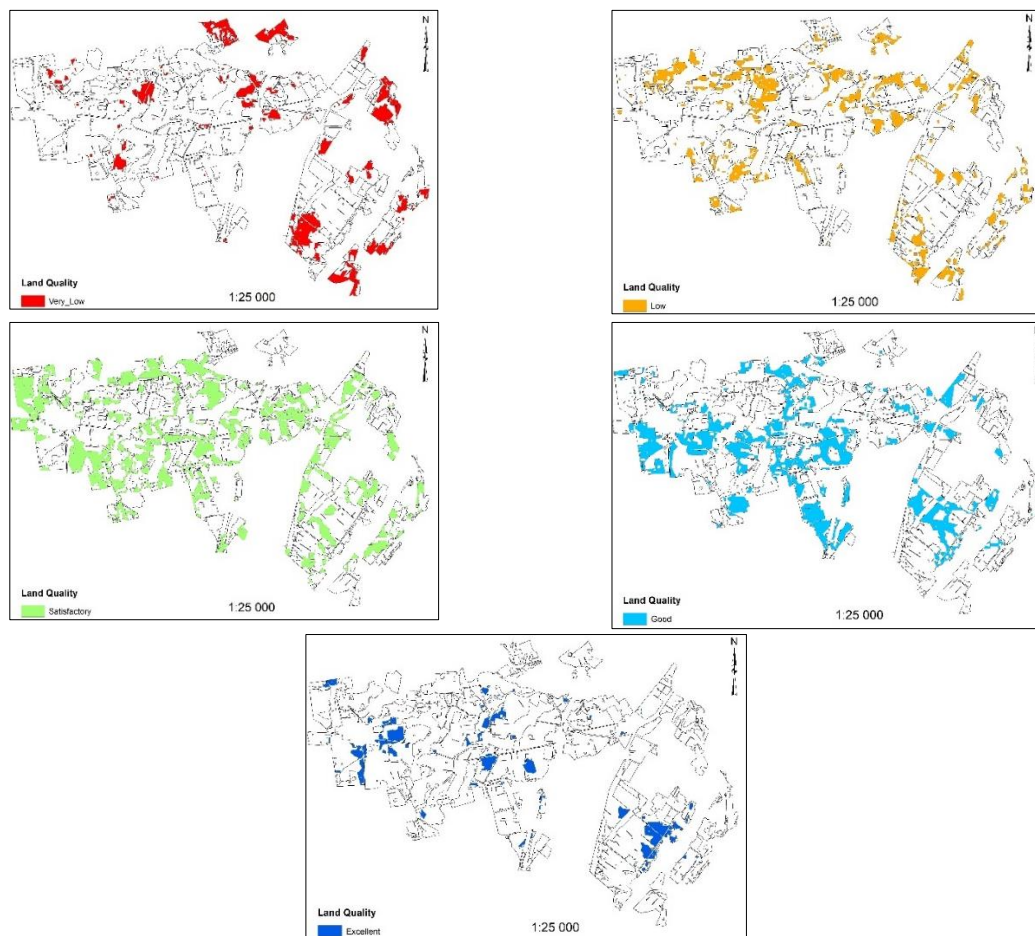 N
Land Quality
Very_Low
1:25 000
N
Land Quality
Low
1:25 000
N
Land Quality
Satisfactory
1:25 000
N
Land Quality
Good
1:25 000
N
Land Quality
Excellent
1:25 000